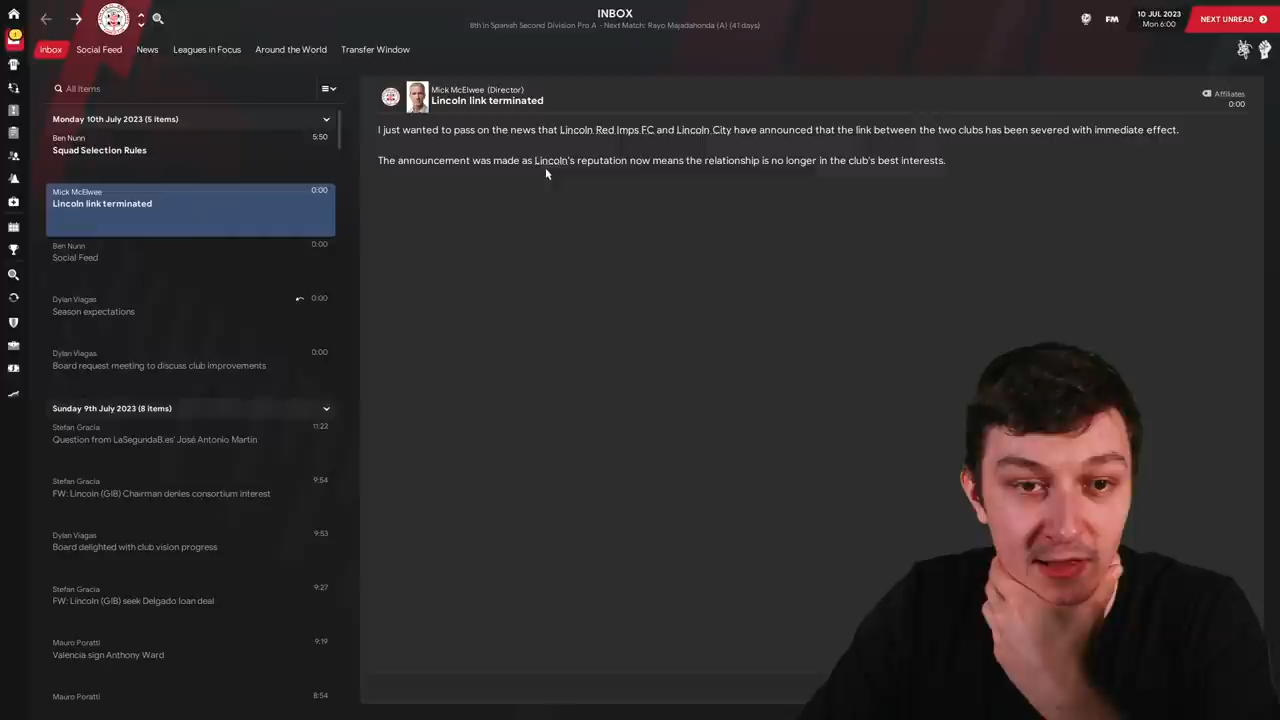 INBOX
8th in Spanish Second Division Pro A - Next Match: Rayo Majadahonda (A) (41 days)
FM
10 JUL 2023
Mon 6:00
NEXT UNREAD
Inbox
Social Feed
News
Leagues in Focus
Around the World
Transfer Window
All Items
Monday 10th July 2023 (5 items)
Ben Nunn
5:50
Squad Selection Rules
Mick McElwee
0:00
Lincoln link terminated
Ben Nunn
0:00
Social Feed
Dylan Viagas
0:00
Season expectations
Dylan Viagas
0:00
Board request meeting to discuss club improvements
Sunday 9th July 2023 (8 items)
Stefan Gracia
11:22
Question from LaSegundaB.es' José Antonio Martín
Stefan Gracia
9:54
FW: Lincoln (GIB) Chairman denies consortium interest
Dylan Viagas
9:53
Board delighted with club vision progress
Stefan Gracia
9:27
FW: Lincoln (GIB) seek Delgado loan deal
Mauro Poratti
9:19
Valencia sign Anthony Ward
Mauro Poratti
8:54
Mick McElwee (Director)
Lincoln link terminated
Affiliates
0:00
I just wanted to pass on the news that Lincoln Red Imps FC and Lincoln City have announced that the link between the two clubs has been severed with immediate effect.
The announcement was made as Lincoln's reputation now means the relationship is no longer in the club's best interests.